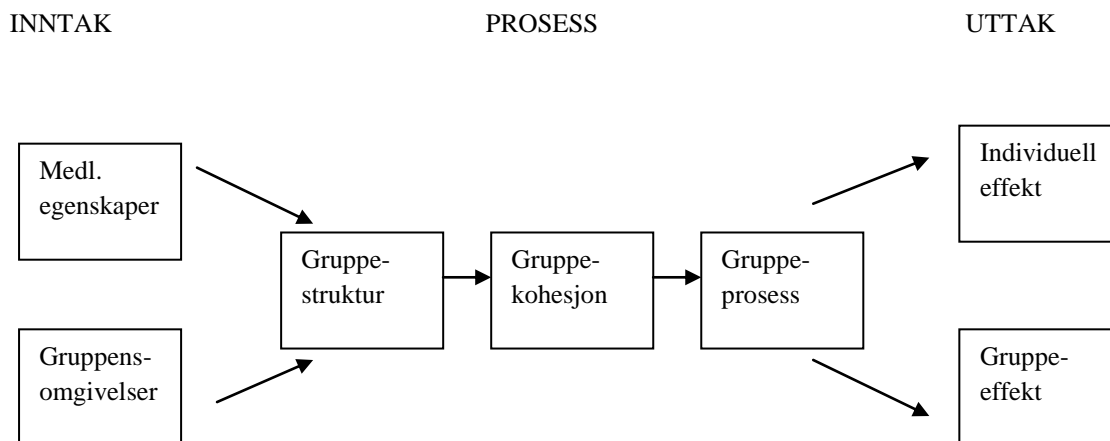 INNTAK
PROSESS
UTTAK
Medl.
egenskaper
Individuell
effekt
Gruppe-
struktur
Gruppe-
kohesjon
Gruppe-
prosess
Gruppens-
omgivelser
Gruppe-
effekt